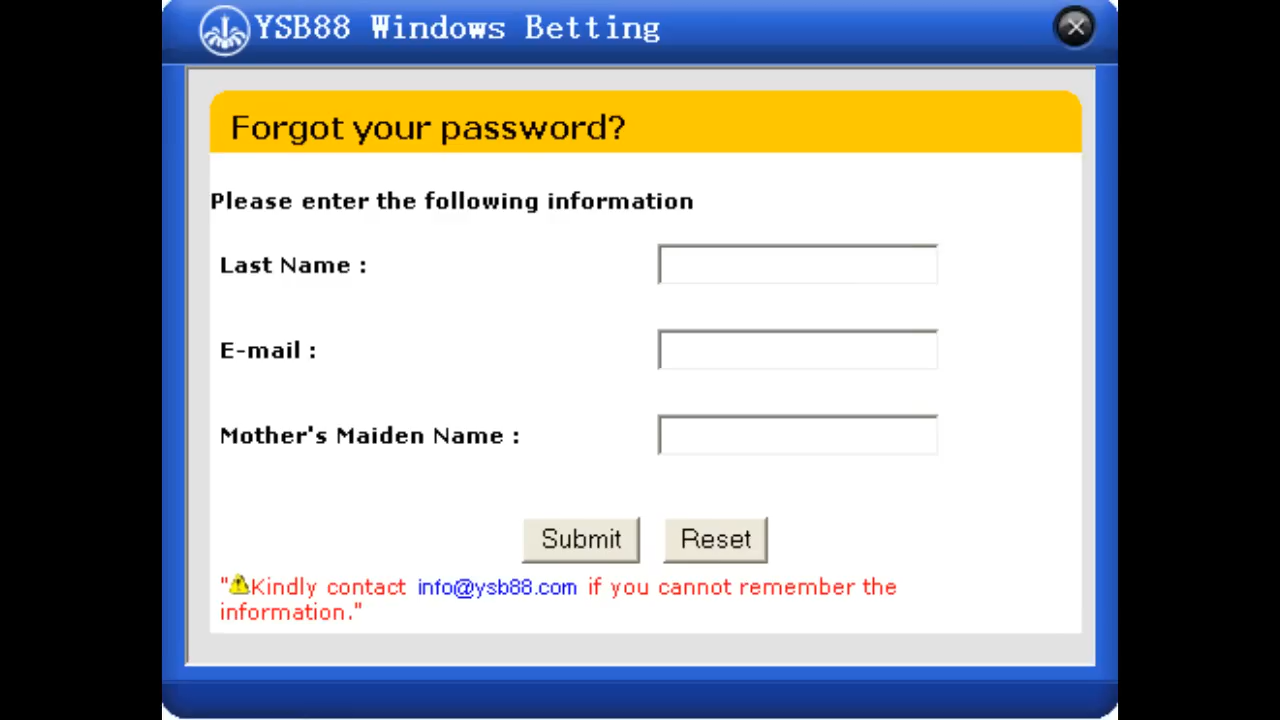 YSB88 Windows Betting
Forgot your password?
Please enter the following information
Last Name :
E-mail :
Mother's Maiden Name :
Submit Reset
"Kindly contact info@ysb88.com if you cannot remember the
information."